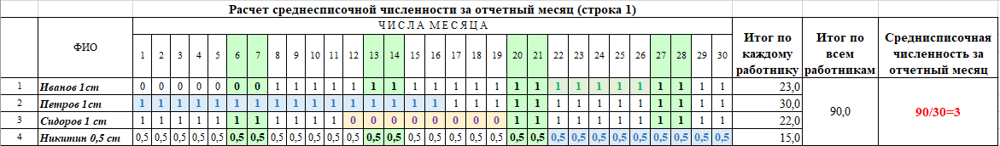 Расчет среднесписочной численности за отчетный месяц (строка 1)
ФИО
Ч И С Л А М Е С Я Ц А
Итог по каждому работнику
Итог по всем работникам
Среднисписочная численность за отчетный месяц
1 2 3 4 5 6 7 8 9 10 11 12 13 14 15 16 17 18 19 20 21 22 23 24 25 26 27 28 29 30
1 Иванов 1ст 0 0 0 0 0 0 0 1 1 1 1 1 1 1 1 1 1 1 1 1 1 1 1 1 1 1 1 1 1 1 23,0
2 Петров 1ст 1 1 1 1 1 1 1 1 1 1 1 1 1 1 1 1 1 1 1 1 1 1 1 1 1 1 1 1 1 1 30,0
90,0
90/30=3
3 Сидоров 1 ст 1 1 1 1 1 1 1 1 1 1 1 0 0 0 0 0 0 0 0 1 1 1 1 1 1 1 1 1 1 1 22,0
4 Никитин 0,5 ст 0,5 0,5 0,5 0,5 0,5 0,5 0,5 0,5 0,5 0,5 0,5 0,5 0,5 0,5 0,5 0,5 0,5 0,5 0,5 0,5 0,5 0,5 0,5 0,5 0,5 0,5 0,5 0,5 0,5 0,5 15,0